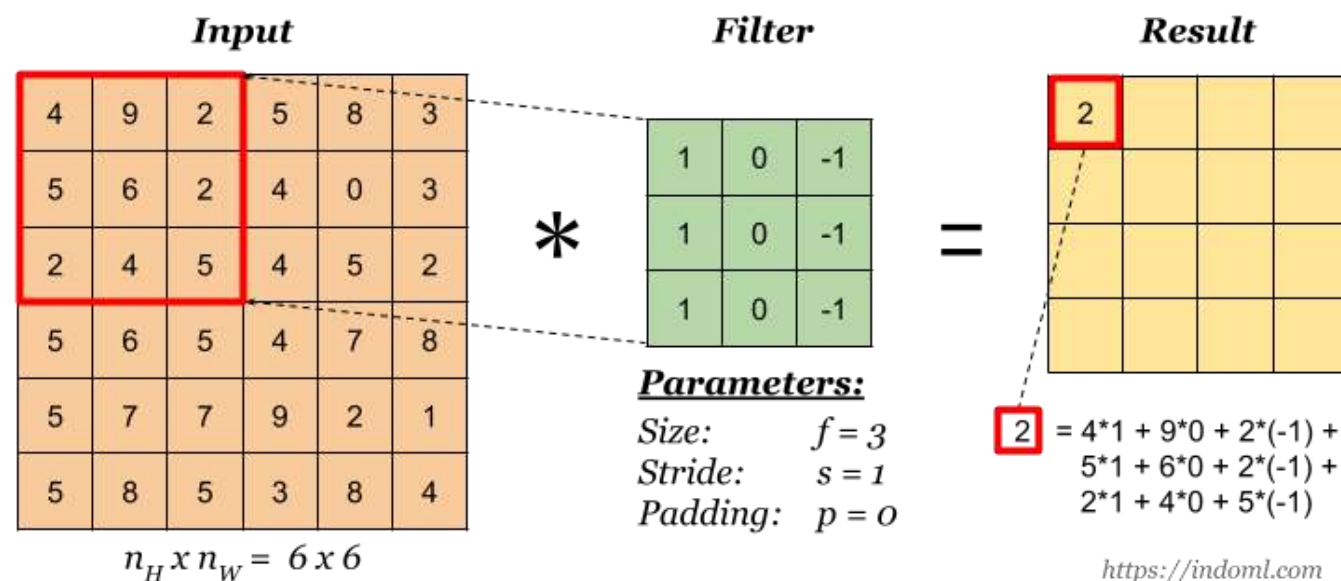 Input Filter Result
4 9 2 5 8 3
5 6 2 4 0 3
2 4 5 4 5 2
5 6 5 4 7 8
5 7 7 9 2 1
5 8 5 3 8 4
n_H x n_W = 6 x 6
*
1 0 -1
1 0 -1
1 0 -1
Parameters:
Size: f = 3
Stride: s = 1
Padding: p = 0
=
2
2 = 4*1 + 9*0 + 2*(-1) +
5*1 + 6*0 + 2*(-1) +
2*1 + 4*0 + 5*(-1)
https://indoml.com